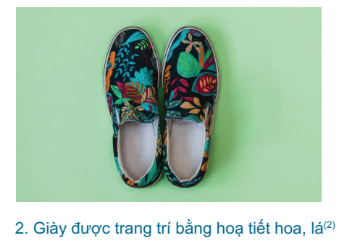 2. Giày được trang trí bằng hoạ tiết hoa, lá(2)